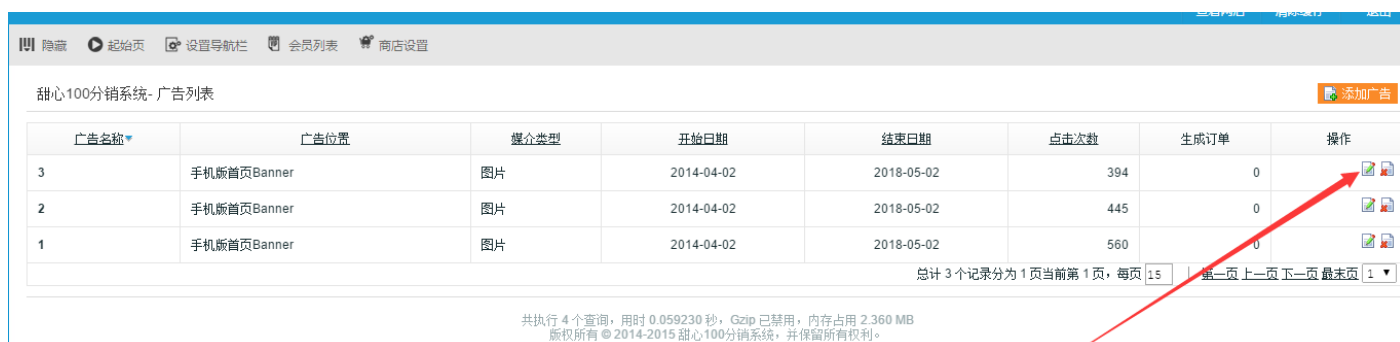 查看网店 清除缓存 退出
隐藏 起始页 设置导航栏 会员列表 商店设置
甜心100分销系统- 广告列表 添加广告
广告名称 广告位置 媒介类型 开始日期 结束日期 点击次数 生成订单 操作
3 手机版首页Banner 图片 2014-04-02 2018-05-02 394 0
2 手机版首页Banner 图片 2014-04-02 2018-05-02 445 0
1 手机版首页Banner 图片 2014-04-02 2018-05-02 560 0
总计 3 个记录分为 1 页当前第 1 页，每页 15 | 第一页 上一页 下一页 最末页 1
共执行 4 个查询，用时 0.059230 秒，Gzip 已禁用，内存占用 2.360 MB
版权所有 © 2014-2015 甜心100分销系统，并保留所有权利。